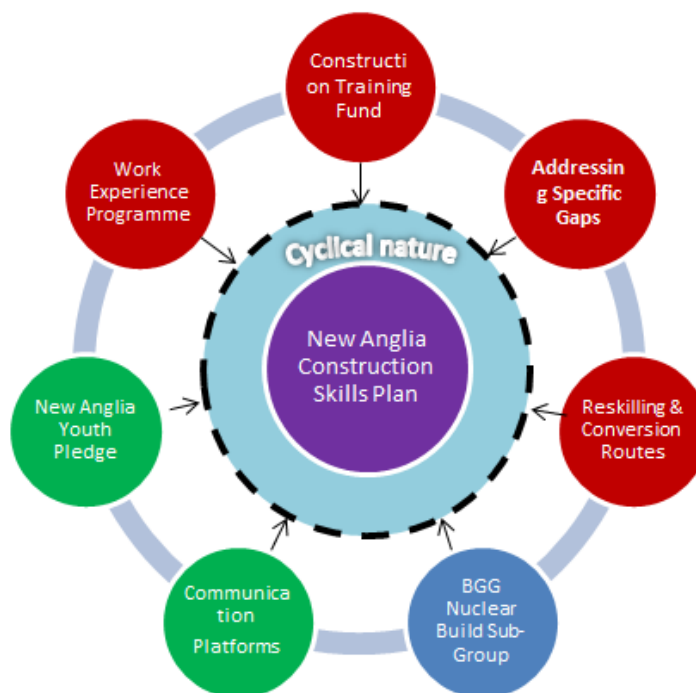 Constructi
on Training
Fund
Addressin
g Specific
Gaps
Reskilling &
Conversion
Routes
BGG
Nuclear
Build Sub-
Group
Communica
tion
Platforms
New Anglia
Youth
Pledge
Work
Experience
Programme
Cyclical nature
New Anglia
Construction
Skills Plan